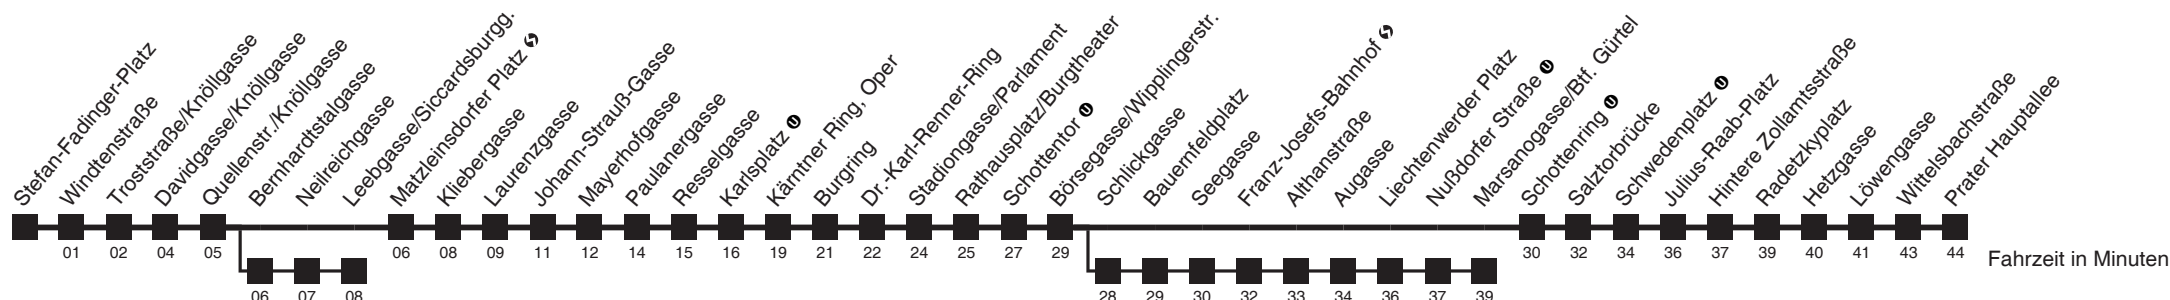 Stefan-Fadinger-Platz
Windtenstraße
Troststraße/Knöllgasse
Davidgasse/Knöllgasse
Quellenstr./Knöllgasse
Bernhardtstalgasse
Neilreichgasse
Leebgasse/Siccardsburgg.
Matzleinsdorfer Platz
Kliebergasse
Laurenzgasse
Johann-Strauß-Gasse
Mayerhofgasse
Paulanergasse
Resselgasse
Karlsplatz U
Kärntner Ring, Oper
Burgring
Dr.-Karl-Renner-Ring
Stadiongasse/Parlament
Rathausplatz/Burgtheater
Schottentor U
Börsegasse/Wipplingerstr.
Schlickgasse
Bauernfeldplatz
Seegasse
Franz-Josefs-Bahnhof
Althanstraße
Augasse
Liechtenwerder Platz
Nußdorfer Straße U
Marsanogasse/Btf. Gürtel
Schottenring U
Salztorbrücke
Schwedenplatz U
Julius-Raab-Platz
Hintere Zollamtsstraße
Radetzkyplatz
Hetzgasse
Löwengasse
Wittelsbachstraße
Prater Hauptallee
01 02 04 05 06 08 09 11 12 14 15 16 19 21 22 24 25 27 29 30 32 34 36 37 39 40 41 43 44
Fahrzeit in Minuten
06 07 08 28 29 30 32 33 34 36 37 39